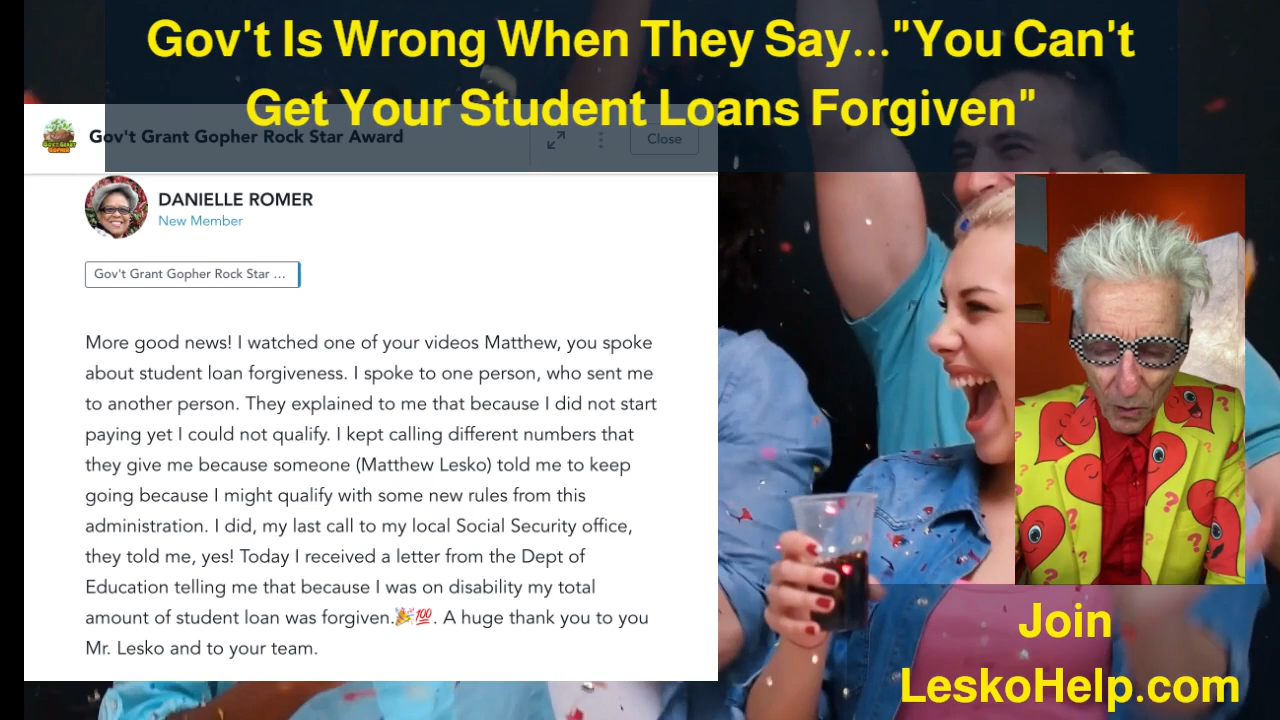 Gov't Is Wrong When They Say..."You Can't
Get Your Student Loans Forgiven"
Gov't Grant Gopher Rock Star Award
Close
DANIELLE ROMER
New Member
Gov't Grant Gopher Rock Star ...
More good news! I watched one of your videos Matthew, you spoke
about student loan forgiveness. I spoke to one person, who sent me
to another person. They explained to me that because I did not start
paying yet I could not qualify. I kept calling different numbers that
they give me because someone (Matthew Lesko) told me to keep
going because I might qualify with some new rules from this
administration. I did, my last call to my local Social Security office,
they told me, yes! Today I received a letter from the Dept of
Education telling me that because I was on disability my total
amount of student loan was forgiven.🎉💯. A huge thank you to you
Mr. Lesko and to your team.
Join
LeskoHelp.com